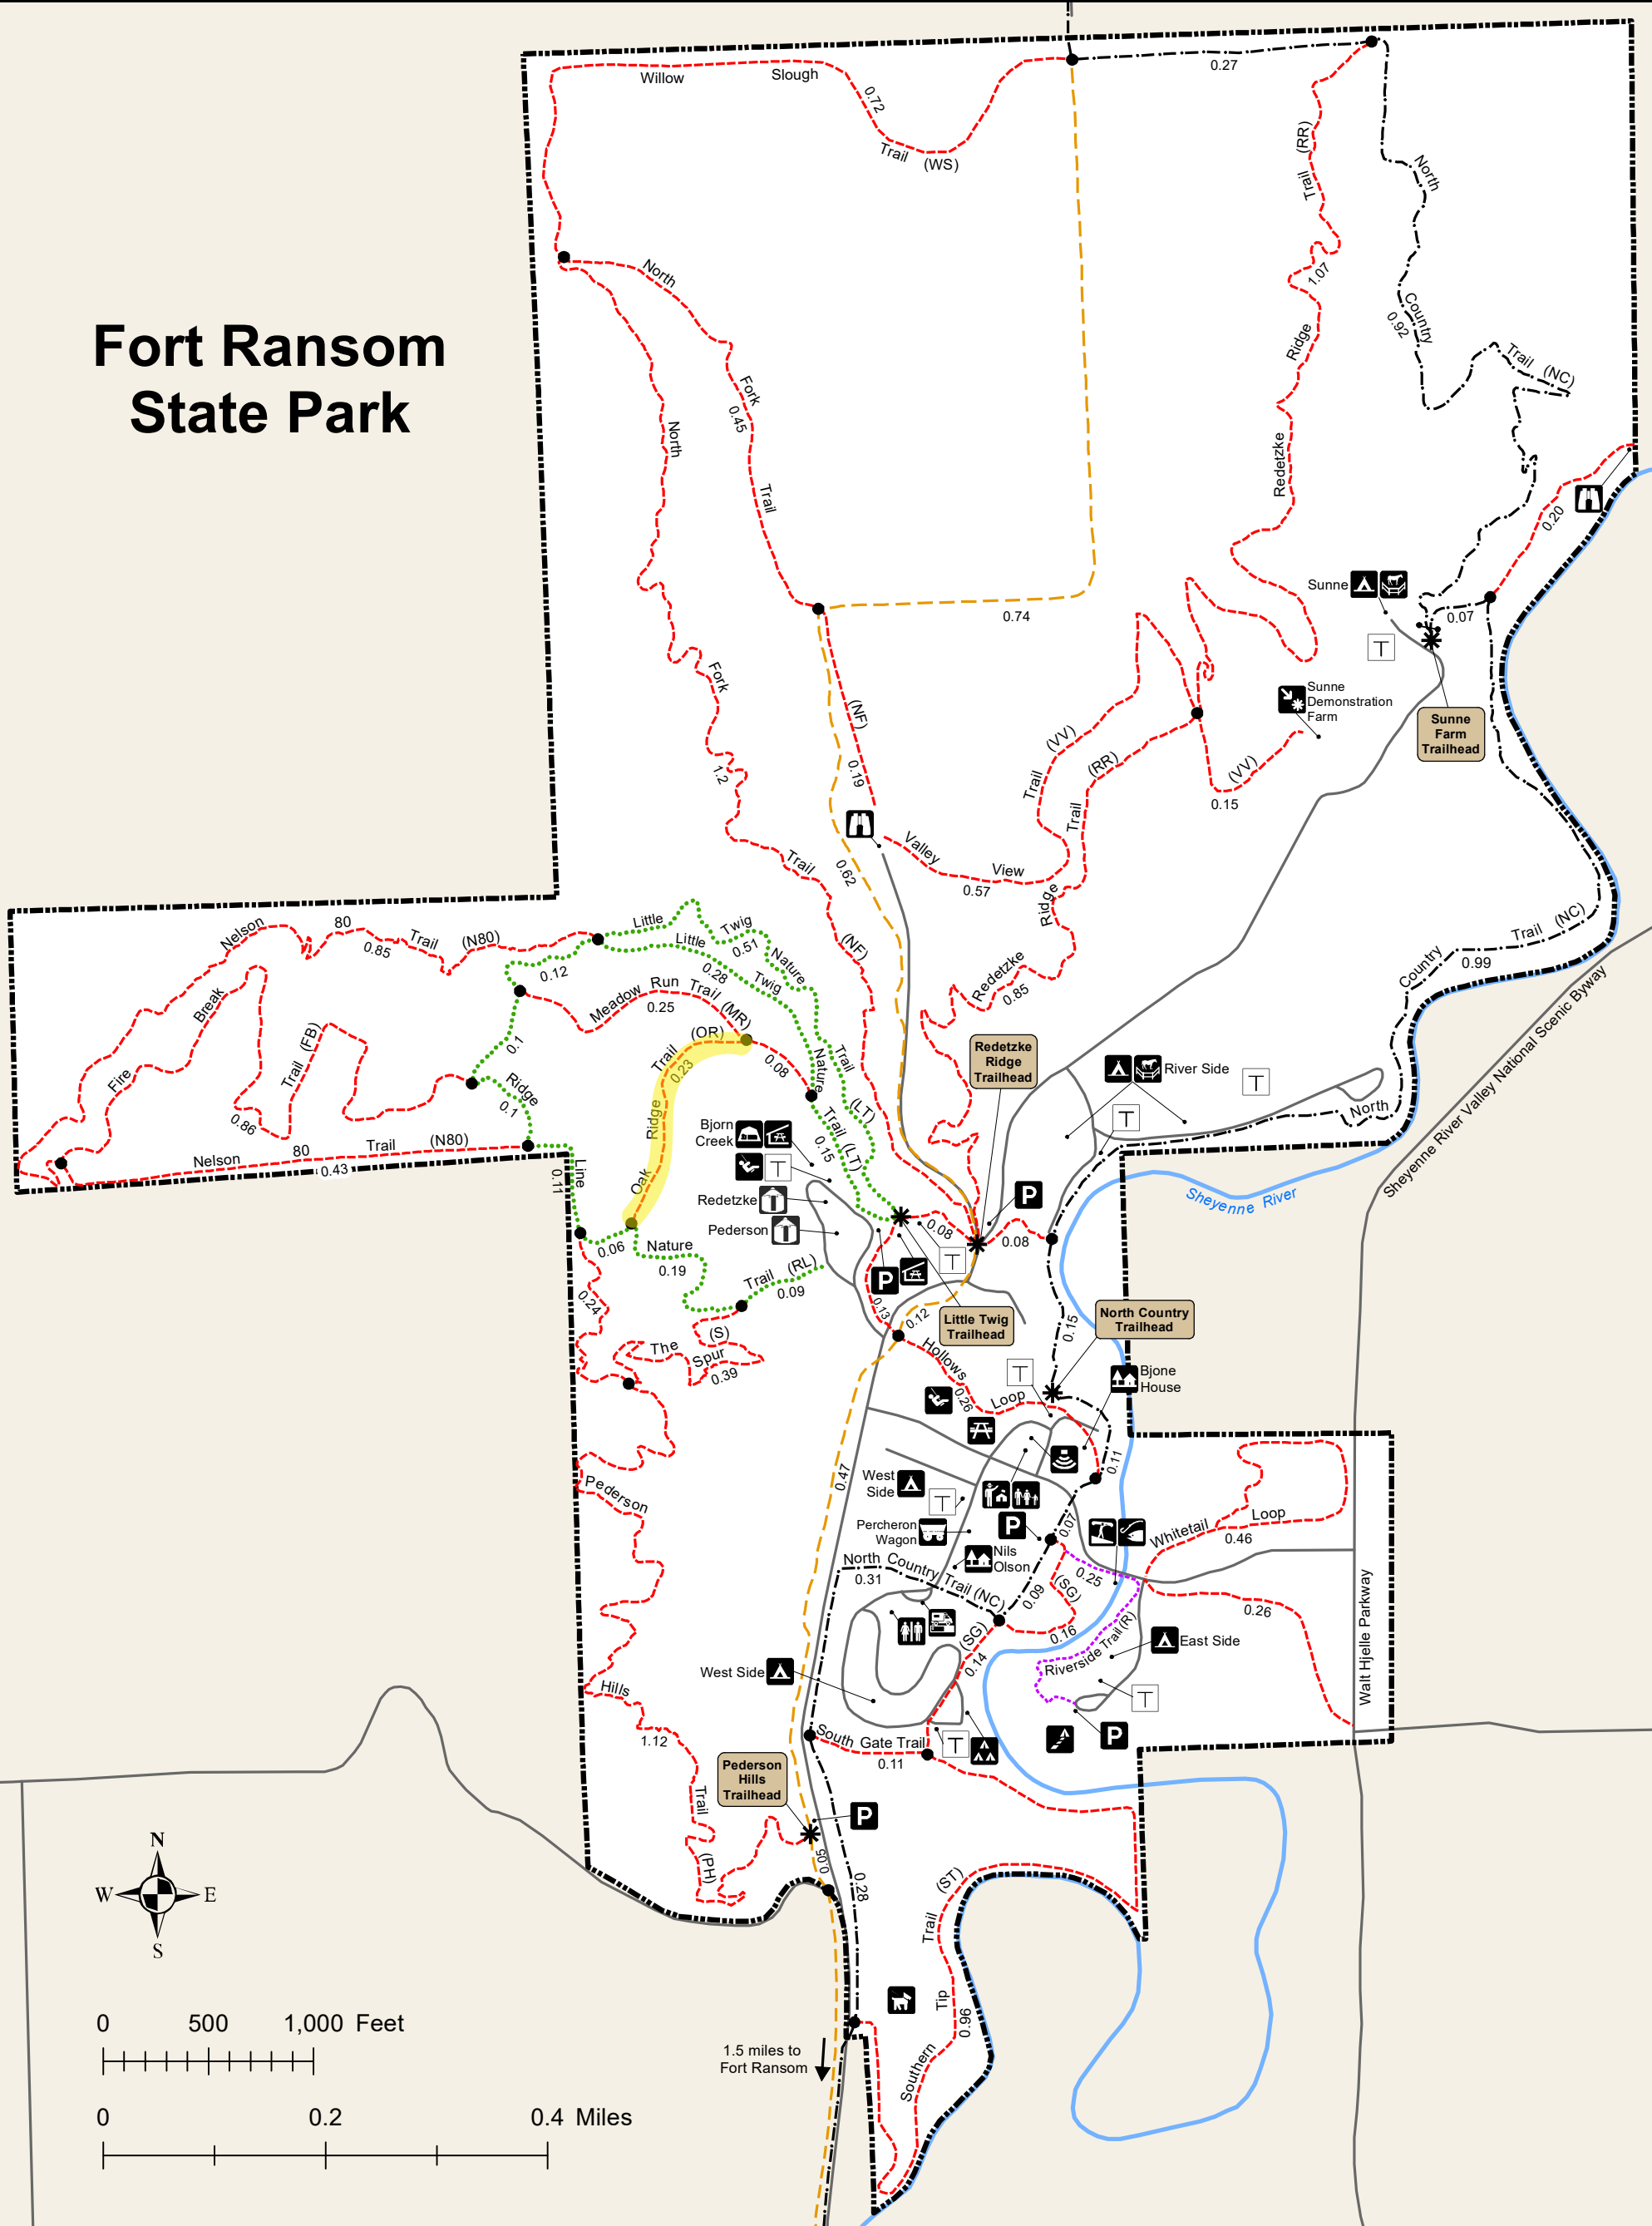 Fort Ransom
State Park
Willow
Slough
0.72
Trail
(WS)
0.27
North
Country
0.92
Trail
(NC)
Trail
(RR)
1.07
Ridge
Redetzke
North
Fork
0.45
Trail
North
Fork
1.2
Trail
(NF)
0.74
(NF)
0.19
0.62
Valley
View
0.57
Trail
(VV)
(RR)
Trail
Ridge
Redetzke
0.85
(VV)
0.15
0.20
0.07
Sunne
T
Sunne
Demonstration
Farm
Sunne
Farm
Trailhead
Country
Trail
(NC)
0.99
North
Sheyenne River Valley National Scenic Byway
Sheyenne River
Nelson
80
0.85
Trail
(N80)
Fire
Break
Trail
(FB)
0.86
Nelson
80
Trail
(N80)
0.43
0.12
0.1
Ridge
0.1
Line
0.11
0.06
Nature
0.19
Trail
(RL)
0.09
Little
Twig
0.51
Nature
Trail
(LT)
Little
0.28
Twig
Nature
Trail
(LT)
0.15
Meadow
Run
Trail
(MR)
0.25
(OR)
Trail
0.23
Ridge
Oak
0.08
Bjorn
Creek
T
Redetzke
Pederson
Redetzke
Ridge
Trailhead
River Side
T
T
P
0.08
0.08
T
P
0.13
0.12
Little Twig
Trailhead
North Country
Trailhead
0.15
Bjone
House
Hollows
0.26
Loop
T
0.11
0.24
The
Spur
(S)
0.39
Pederson
Hills
1.12
Trail
(PH)
0.47
West
Side
T
Percheron
Wagon
P
0.07
Nils
Olson
North
Country
Trail
(NC)
0.31
0.09
(SG)
0.16
0.25
(SG)
0.14
Riverside Trail (R)
East Side
T
P
Whitetail
Loop
0.46
0.26
Walt Hjelle Parkway
West Side
South
Gate Trail
0.11
T
Pederson
Hills
Trailhead
P
0.05
0.28
(ST)
Trail
Tip
0.96
Southern
N
W
E
S
0
500
1,000 Feet
0
0.2
0.4 Miles
1.5 miles to
Fort Ransom